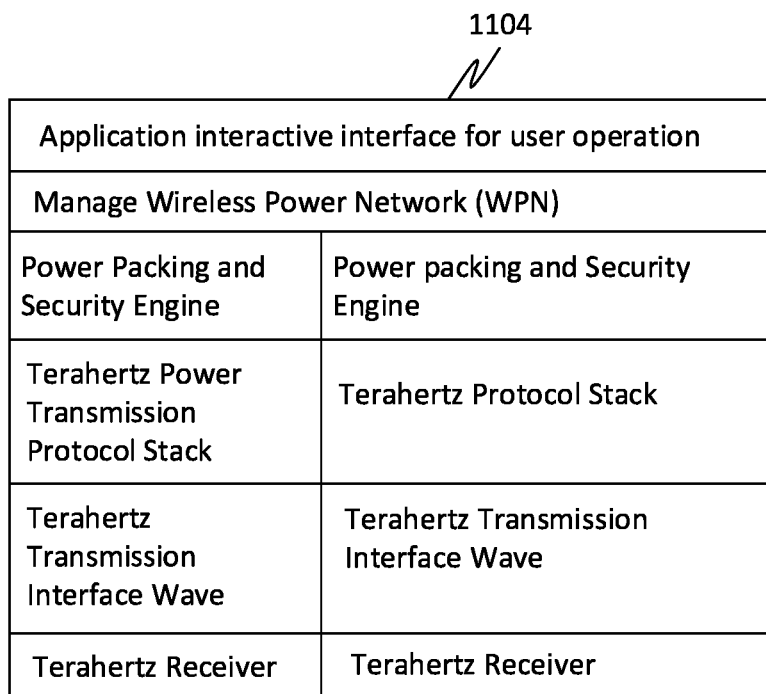 1104
Application interactive interface for user operation
Manage Wireless Power Network (WPN)
Power Packing and
Security Engine
Power packing and Security
Engine
Terahertz Power
Transmission
Protocol Stack
Terahertz Protocol Stack
Terahertz
Transmission
Interface Wave
Terahertz Transmission
Interface Wave
Terahertz Receiver
Terahertz Receiver